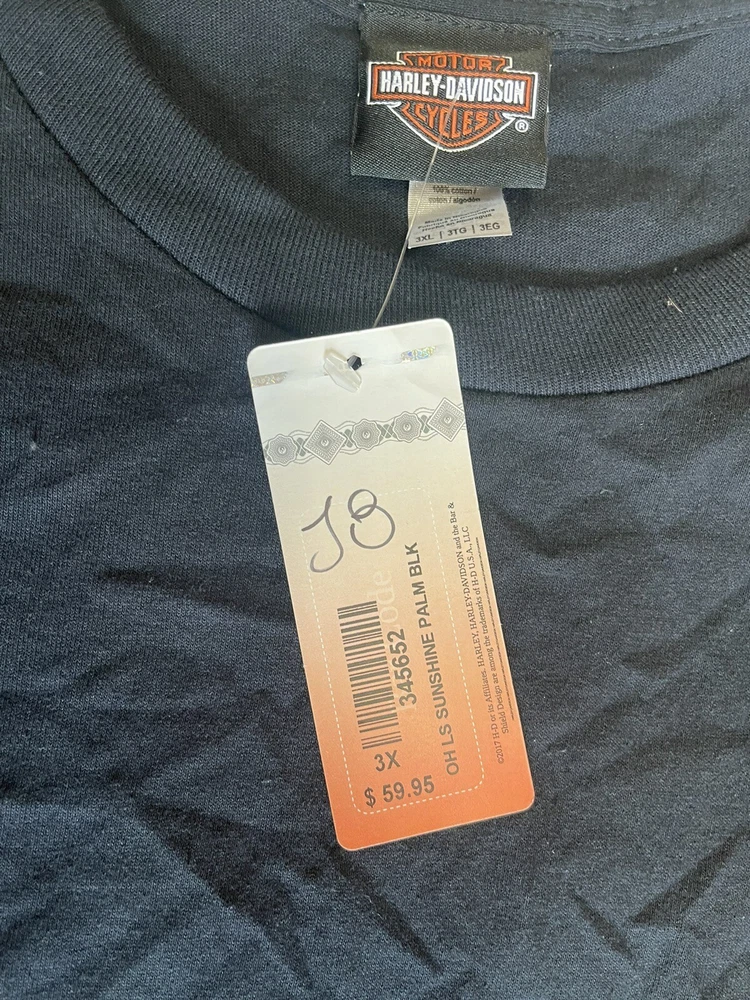 MOTOR
HARLEY-DAVIDSON
CYCLES
®
100% cotton /
coton / algodón
3XL | 3TG | 3EG
JB
345652
OH LS SUNSHINE PALM BLK
3X
$ 59.95
©2017 H-D or its Affiliates. HARLEY, HARLEY-DAVIDSON and the Bar &
Shield Design are among the trademarks of H-D U.S.A., LLC